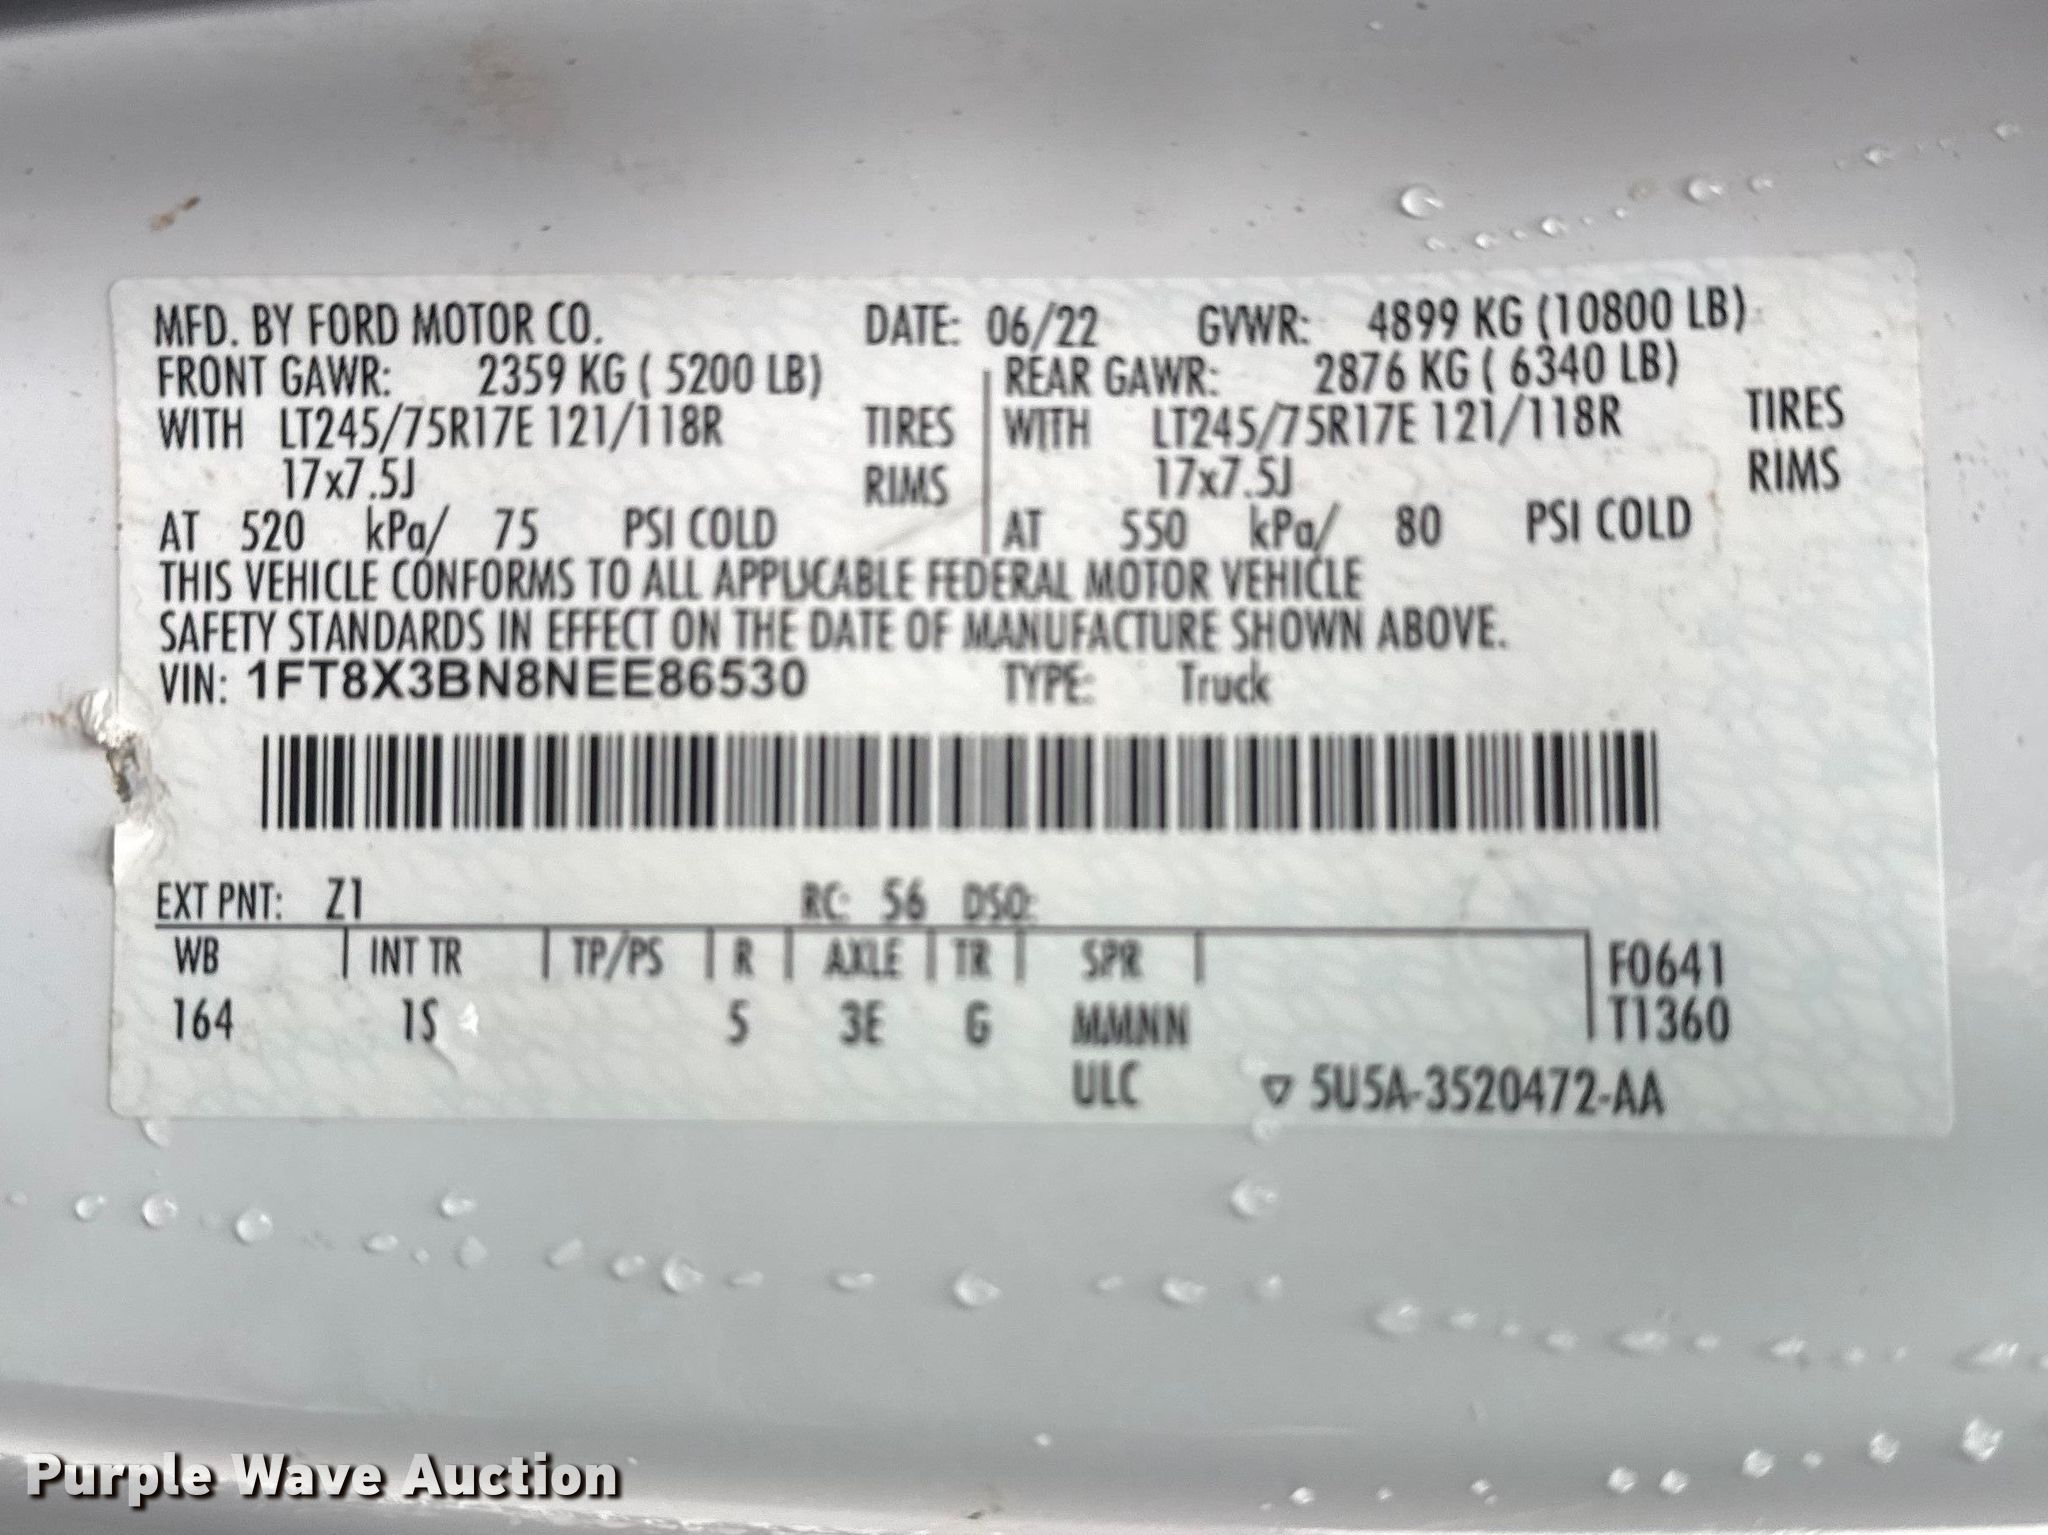 MFD. BY FORD MOTOR CO. DATE: 06/22 GVWR: 4899 KG (10800 LB)
FRONT GAWR: 2359 KG ( 5200 LB) REAR GAWR: 2876 KG ( 6340 LB)
WITH LT245/75R17E 121/118R TIRES WITH LT245/75R17E 121/118R TIRES
17x7.5J RIMS 17x7.5J RIMS
AT 520 kPa/ 75 PSI COLD AT 550 kPa/ 80 PSI COLD
THIS VEHICLE CONFORMS TO ALL APPLICABLE FEDERAL MOTOR VEHICLE
SAFETY STANDARDS IN EFFECT ON THE DATE OF MANUFACTURE SHOWN ABOVE.
VIN: 1FT8X3BN8NEE86530 TYPE: Truck
EXT PNT: Z1 RC: 56 DSO:
WB INT TR TP/PS R AXLE TR SPR F0641
164 1S 5 3E G MMNN T1360
ULC ▽ 5U5A-3520472-AA
Purple Wave Auction